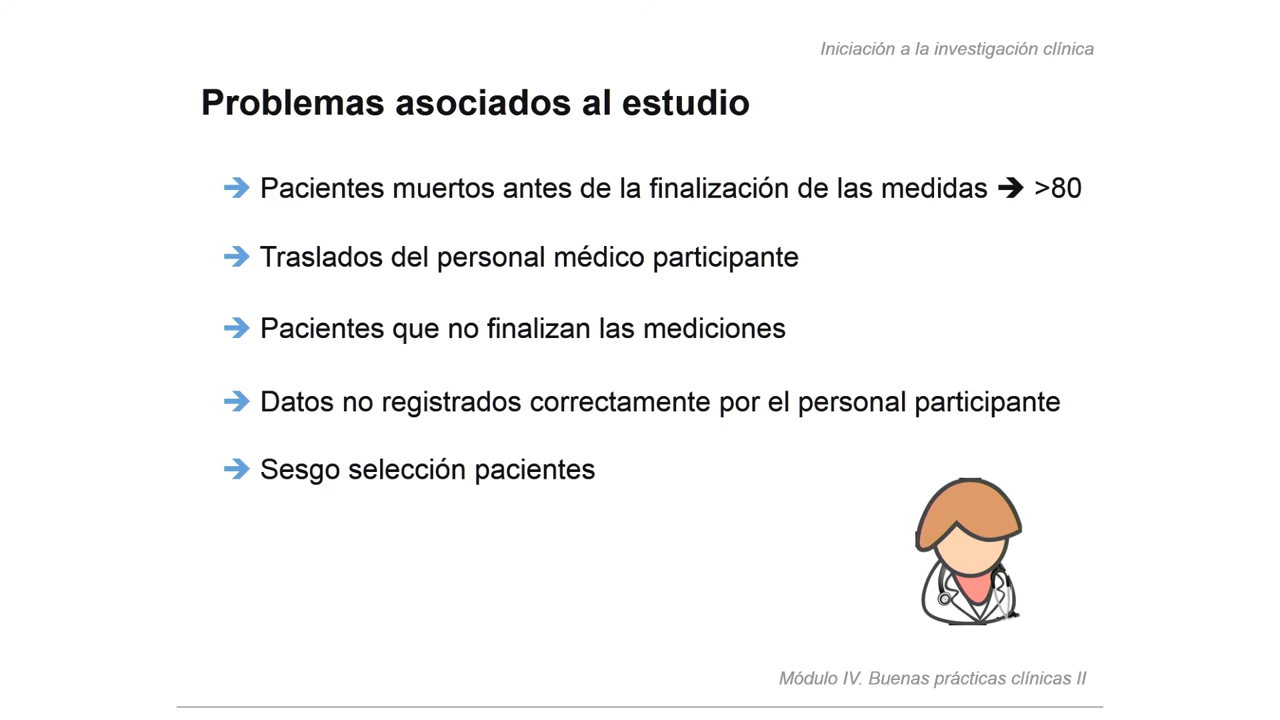 Iniciación a la investigación clínica
Problemas asociados al estudio
➔ Pacientes muertos antes de la finalización de las medidas ➔ >80
➔ Traslados del personal médico participante
➔ Pacientes que no finalizan las mediciones
➔ Datos no registrados correctamente por el personal participante
➔ Sesgo selección pacientes
Módulo IV. Buenas prácticas clínicas II